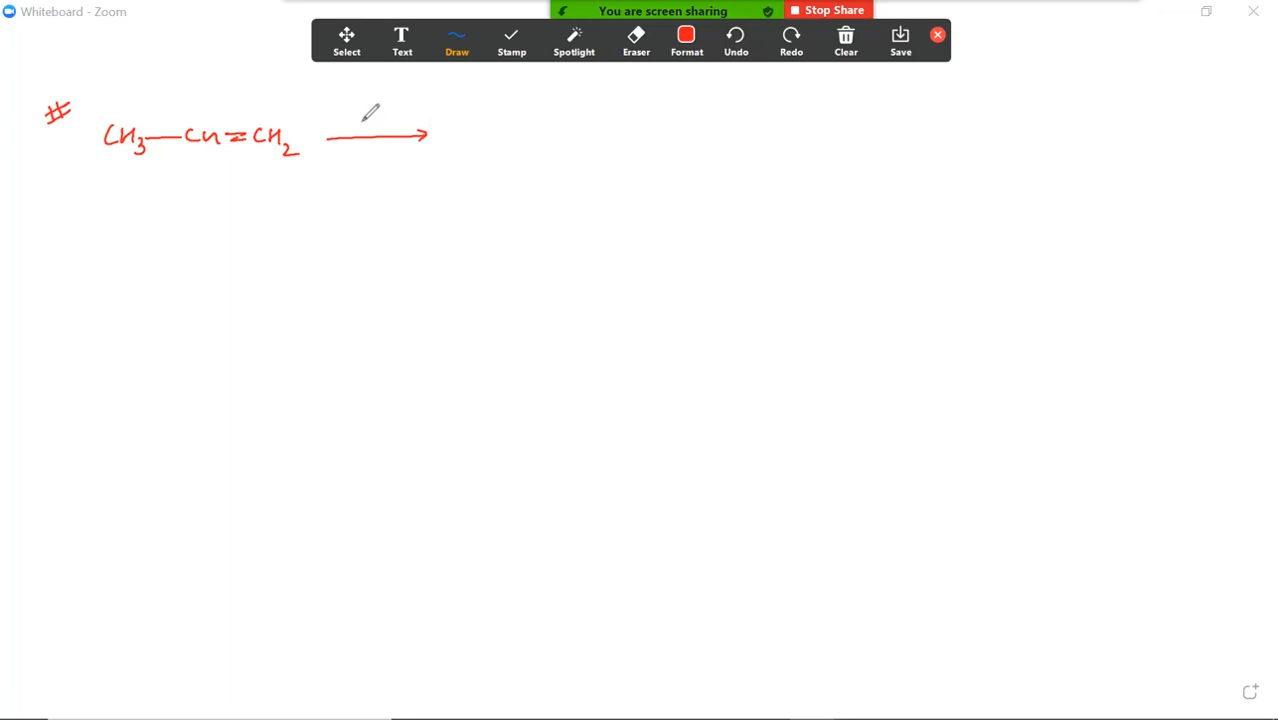 Whiteboard - Zoom
You are screen sharing
Stop Share
Select Text Draw Stamp Spotlight Eraser Format Undo Redo Clear Save
#
CH3—CH=CH2 ⟶